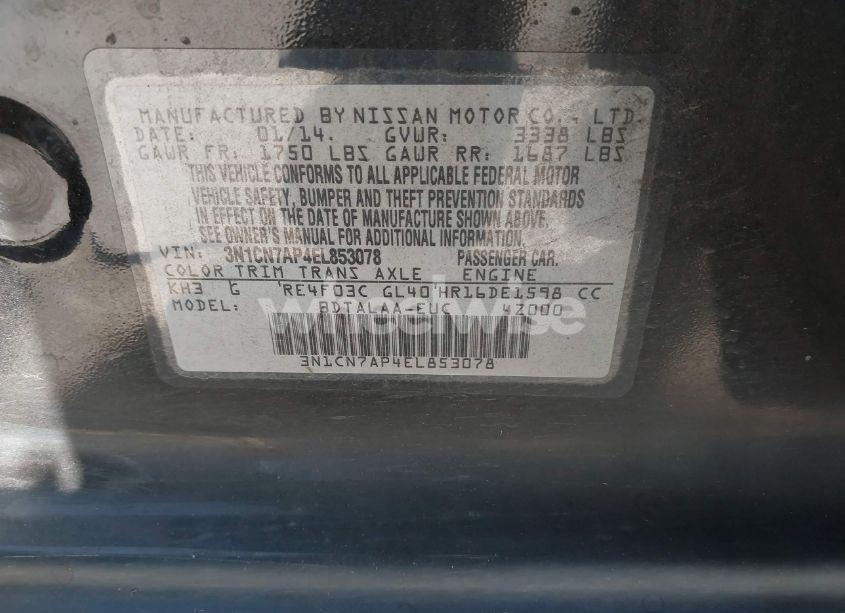 MANUFACTURED BY NISSAN MOTOR CO., LTD.
DATE: 01/14. GVWR: 3338 LBS
GAWR FR: 1750 LBS GAWR RR: 1687 LBS
THIS VEHICLE CONFORMS TO ALL APPLICABLE FEDERAL MOTOR
VEHICLE SAFETY, BUMPER AND THEFT PREVENTION STANDARDS
IN EFFECT ON THE DATE OF MANUFACTURE SHOWN ABOVE.
SEE OWNER'S MANUAL FOR ADDITIONAL INFORMATION.
VIN: 3N1CN7AP4EL853078 PASSENGER CAR.
COLOR TRIM TRANS AXLE ENGINE
KH3 G RE4F03C GL40 HR16DE1598 CC
MODEL: BDTALAA-EUC 4Z000
wheelwise
3N1CN7AP4EL853078